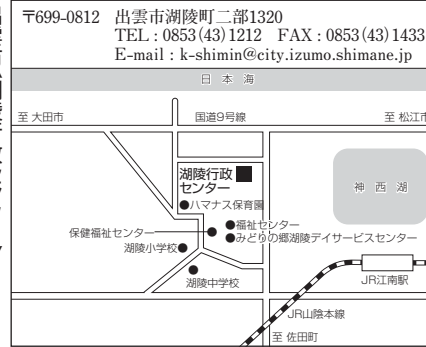 〒699-0812 出雲市湖陵町二部1320
TEL：0853(43)1212 FAX：0853(43)1433
E-mail：k-shimin@city.izumo.shimane.jp
日本海
至 大田市
国道9号線
至 松江市
湖陵行政
センター
神西湖
ハマナス保育園
福祉センター
保健福祉センター
みどりの郷湖陵デイサービスセンター
湖陵小学校
湖陵中学校
JR江南駅
JR山陰本線
至 佐田町